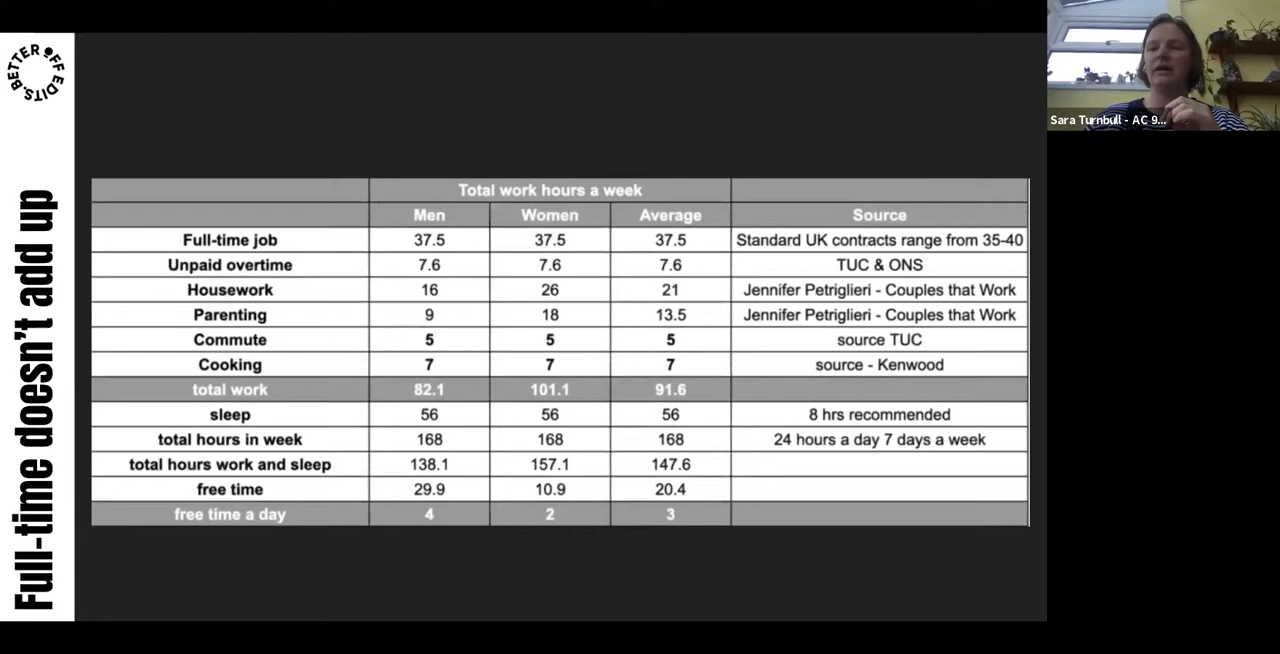 BETTER OFF EDITS.
Full-time doesn't add up
Total work hours a week
Men Women Average Source
Full-time job 37.5 37.5 37.5 Standard UK contracts range from 35-40
Unpaid overtime 7.6 7.6 7.6 TUC & ONS
Housework 16 26 21 Jennifer Petriglieri - Couples that Work
Parenting 9 18 13.5 Jennifer Petriglieri - Couples that Work
Commute 5 5 5 source TUC
Cooking 7 7 7 source - Kenwood
total work 82.1 101.1 91.6
sleep 56 56 56 8 hrs recommended
total hours in week 168 168 168 24 hours a day 7 days a week
total hours work and sleep 138.1 157.1 147.6
free time 29.9 10.9 20.4
free time a day 4 2 3
Sara Turnbull - AC 9...